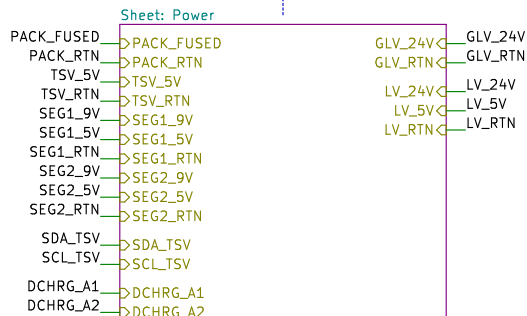 Sheet: Power
PACK_FUSED PACK_FUSED GLV_24V GLV_24V
PACK_RTN PACK_RTN GLV_RTN GLV_RTN
TSV_5V TSV_5V LV_24V LV_24V
TSV_RTN TSV_RTN LV_5V LV_5V
SEG1_9V SEG1_9V LV_RTN LV_RTN
SEG1_5V SEG1_5V
SEG1_RTN SEG1_RTN
SEG2_9V SEG2_9V
SEG2_5V SEG2_5V
SEG2_RTN SEG2_RTN
SDA_TSV SDA_TSV
SCL_TSV SCL_TSV
DCHRG_A1 DCHRG_A1
DCHRG_A2 DCHRG_A2